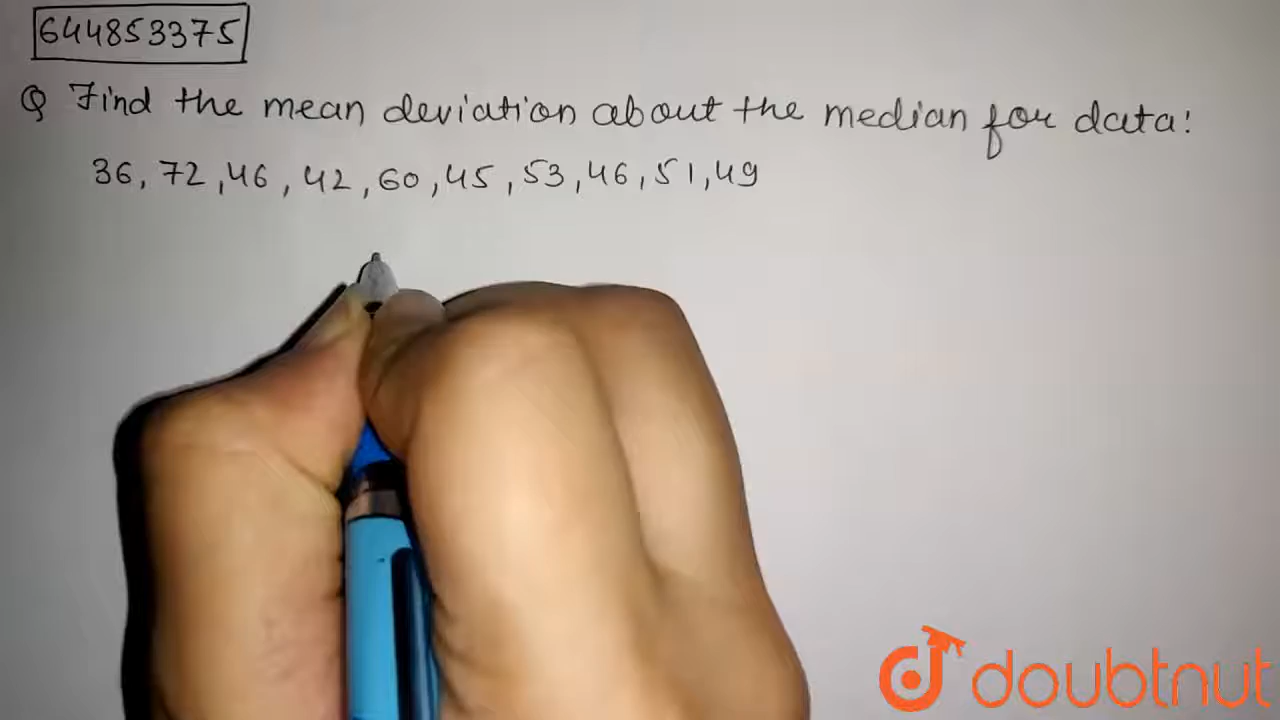 644853375
Q Find the mean deviation about the median for data:
36, 72, 46, 42, 60, 45, 53, 46, 51, 49
doubtnut